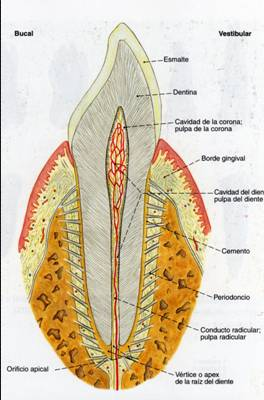 Bucal
Vestibular
Esmalte
Dentina
Cavidad de la corona;
pulpa de la corona
Borde gingival
Cavidad del dien
pulpa del diente
Cemento
Periodoncio
Conducto radicular;
pulpa radicular
Orificio apical
Vértice o apex
de la raíz del diente